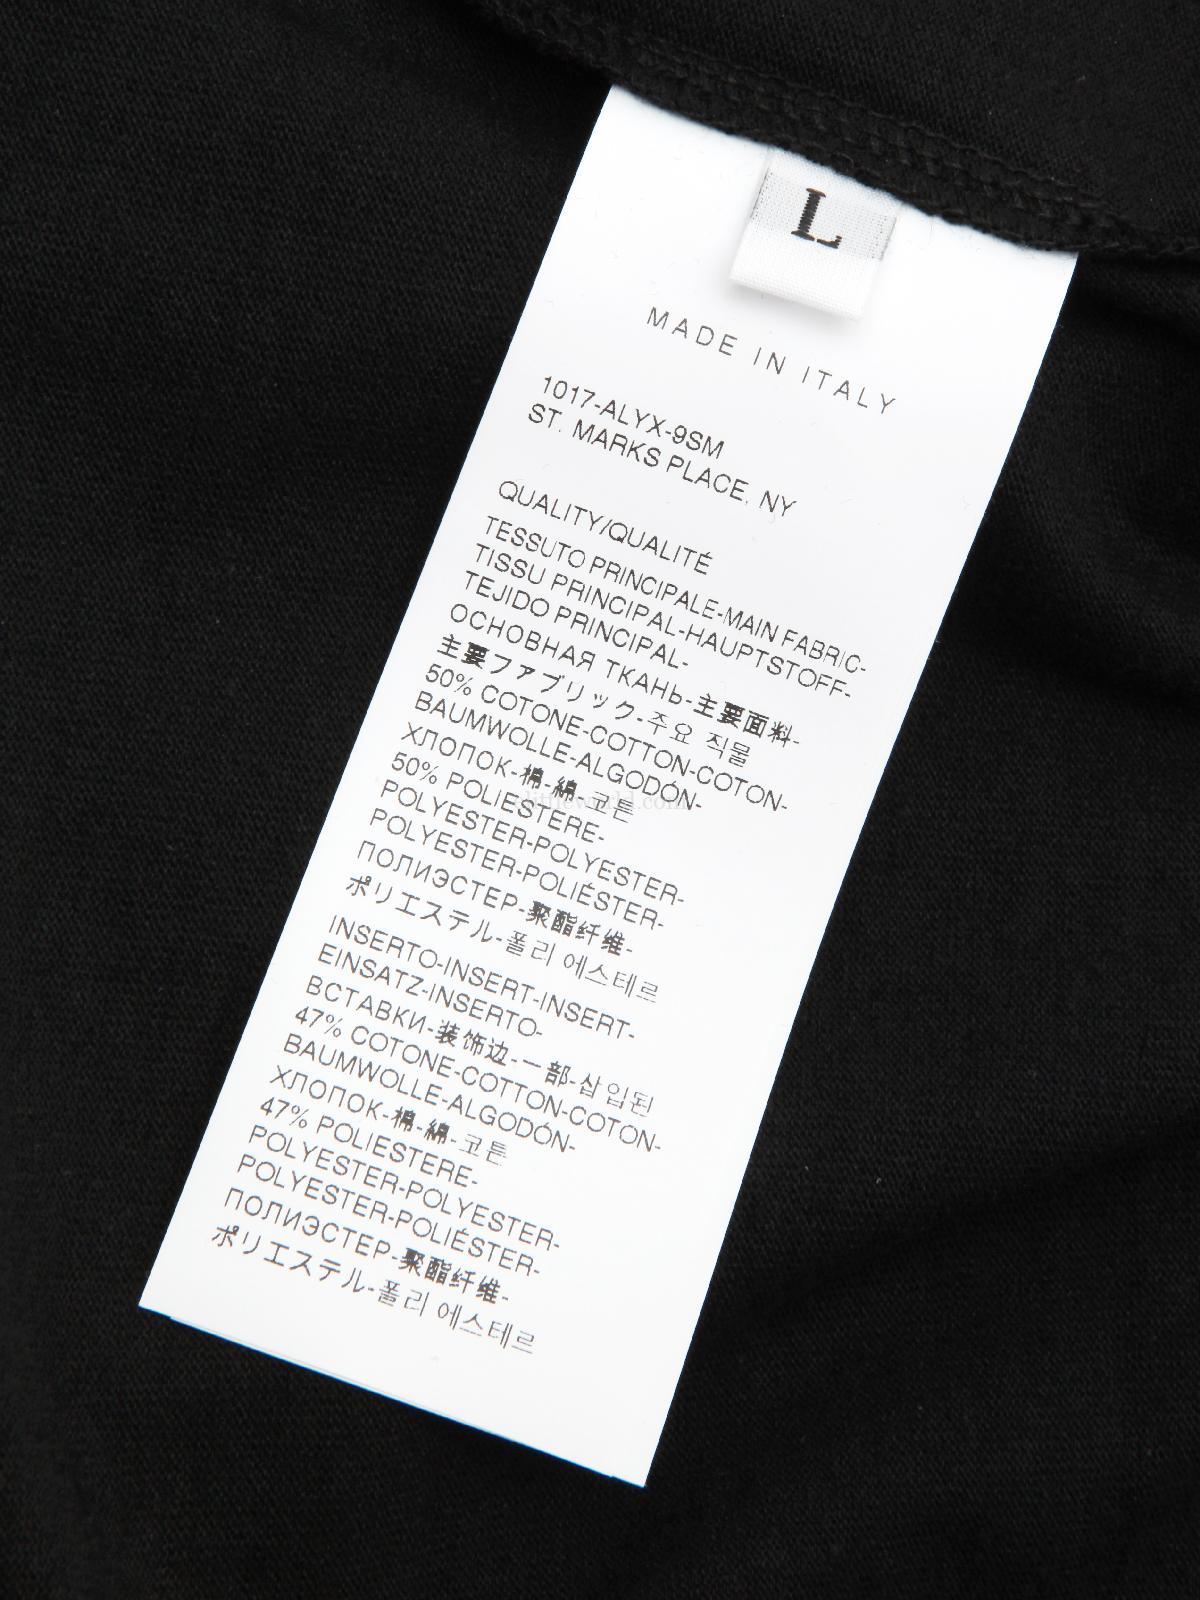 L
MADE IN ITALY
1017-ALYX-9SM
ST. MARKS PLACE, NY
QUALITY/QUALITÉ
TESSUTO PRINCIPALE-MAIN FABRIC-
TISSU PRINCIPAL-HAUPTSTOFF-
TEJIDO PRINCIPAL-
ОСНОВНАЯ ТКАНЬ-主要面料-
主要ファブリック-주요 직물
50% COTONE-COTTON-COTON-
BAUMWOLLE-ALGODÓN-
ХЛОПОК-棉-綿-코튼
50% POLIESTERE-
POLYESTER-POLYESTER-
POLYESTER-POLIÉSTER-
ПОЛИЭСТЕР-聚酯纤维-
ポリエステル-폴리 에스테르
INSERTO-INSERT-INSERT-
EINSATZ-INSERTO-
ВСТАВКИ-装饰边-一部-삽입된
47% COTONE-COTTON-COTON-
BAUMWOLLE-ALGODÓN-
ХЛОПОК-棉-綿-코튼
47% POLIESTERE-
POLYESTER-POLYESTER-
POLYESTER-POLIÉSTER-
ПОЛИЭСТЕР-聚酯纤维-
ポリエステル-폴리 에스테르